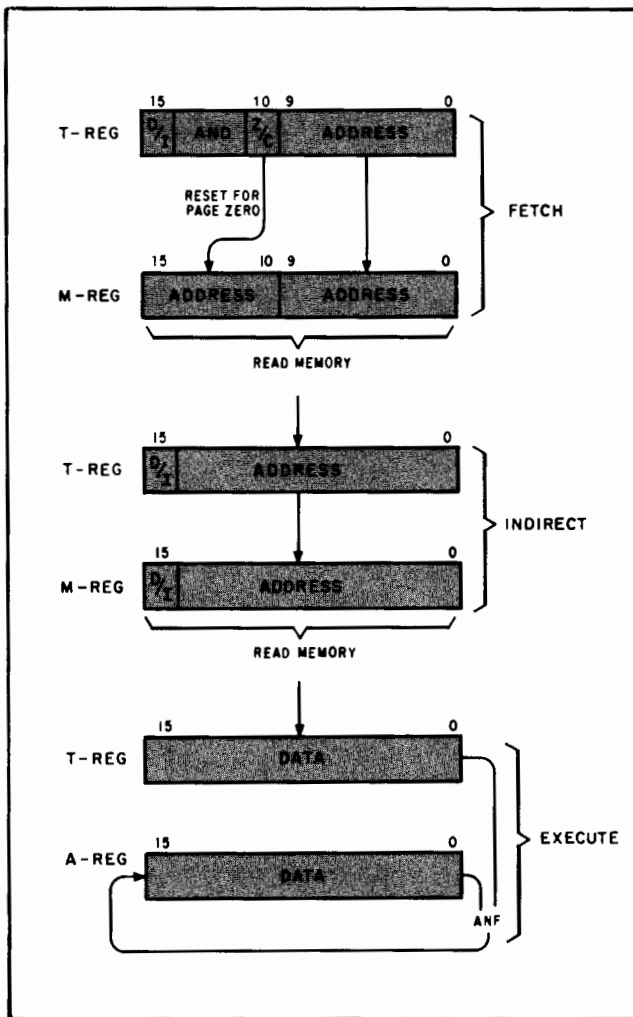 15 10 9 0
T-REG D/I AND Z/C ADDRESS
RESET FOR
PAGE ZERO
FETCH
15 10 9 0
M-REG ADDRESS ADDRESS
READ MEMORY
15 0
T-REG D/I ADDRESS
INDIRECT
15 0
M-REG D/I ADDRESS
READ MEMORY
15 0
T-REG DATA
EXECUTE
15 0
A-REG DATA
ANF